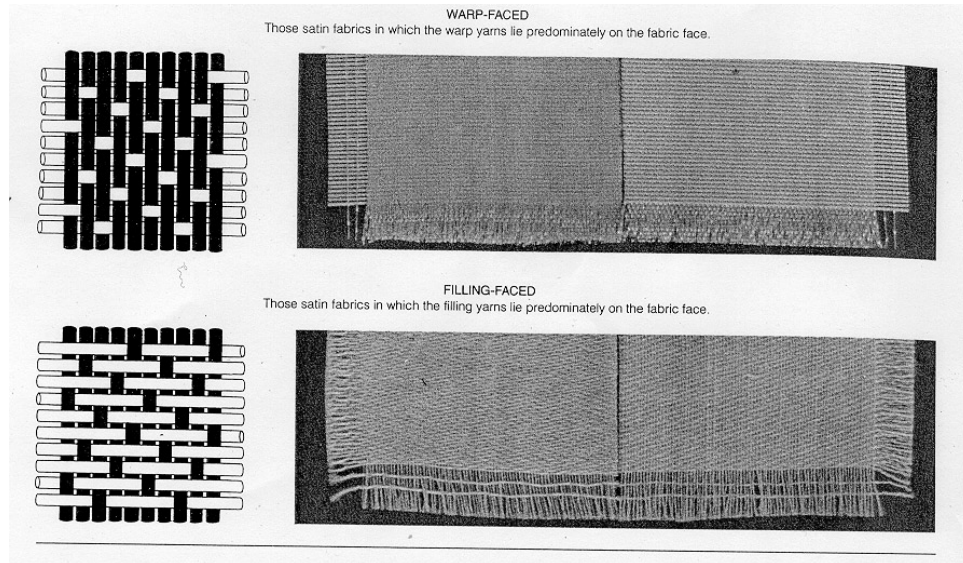 WARP-FACED
Those satin fabrics in which the warp yarns lie predominately on the fabric face.
FILLING-FACED
Those satin fabrics in which the filling yarns lie predominately on the fabric face.